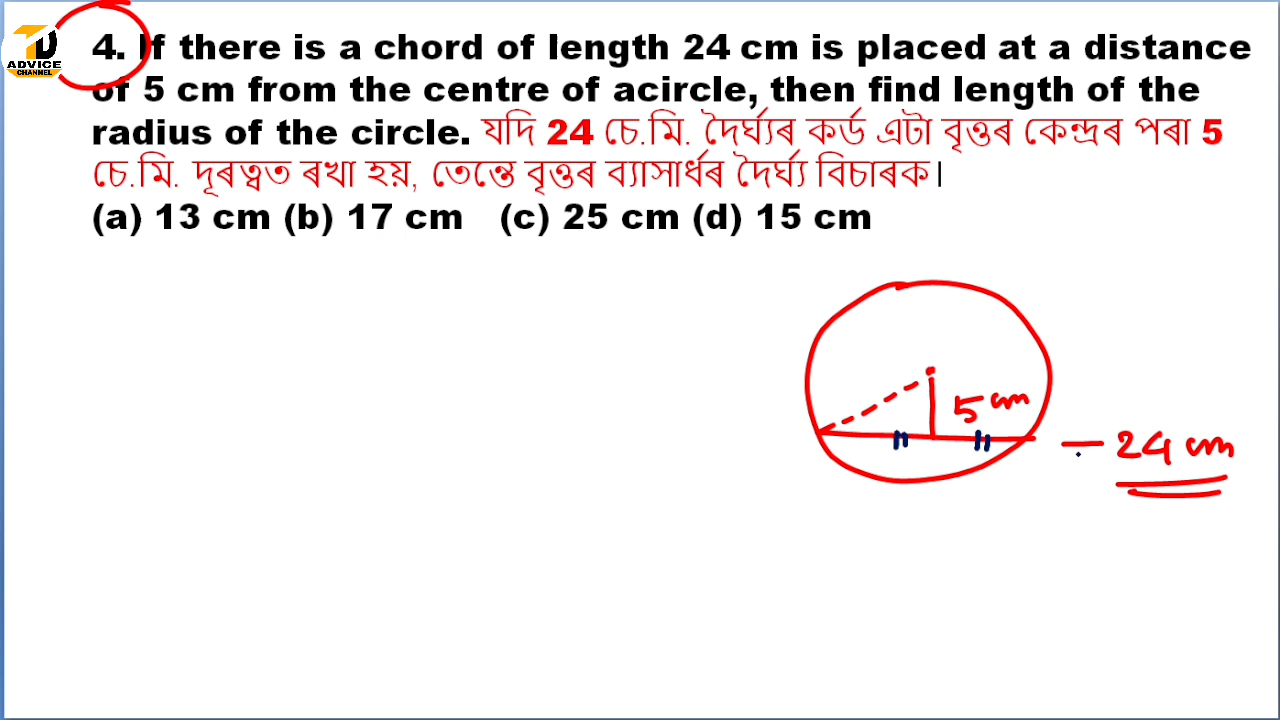 TD
ADVICE
CHANNEL
4. If there is a chord of length 24 cm is placed at a distance
of 5 cm from the centre of acircle, then find length of the
radius of the circle. যদি 24 চে.মি. দৈৰ্ঘ্যৰ কৰ্ড এটা বৃত্তৰ কেন্দ্ৰৰ পৰা 5
চে.মি. দূৰত্বত ৰখা হয়, তেন্তে বৃত্তৰ ব্যাসাৰ্ধৰ দৈৰ্ঘ্য বিচাৰক।
(a) 13 cm (b) 17 cm (c) 25 cm (d) 15 cm
5 cm
24 cm